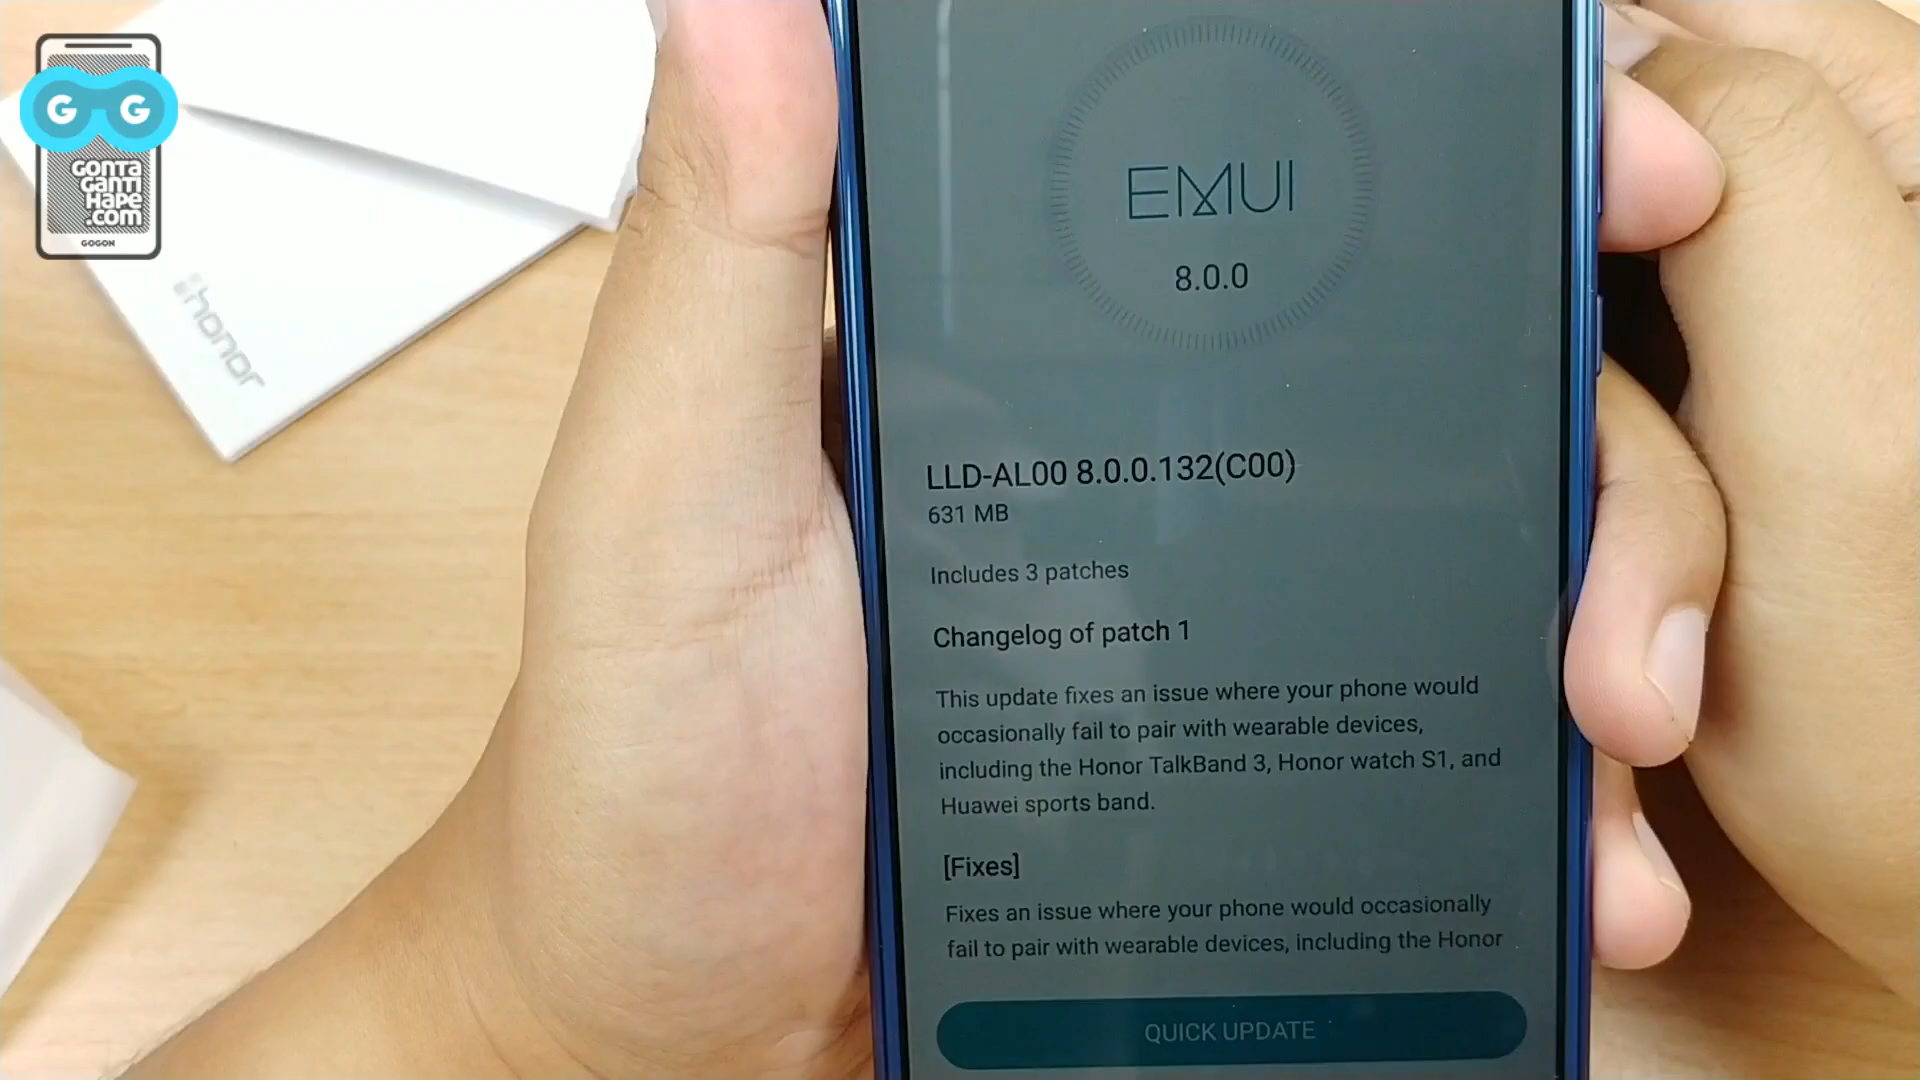 G G
GONTA
GANTI
HAPE
.COM
GOGON
honor
EMUI
8.0.0
LLD-AL00 8.0.0.132(C00)
631 MB
Includes 3 patches
Changelog of patch 1
This update fixes an issue where your phone would
occasionally fail to pair with wearable devices,
including the Honor TalkBand 3, Honor watch S1, and
Huawei sports band.
[Fixes]
Fixes an issue where your phone would occasionally
fail to pair with wearable devices, including the Honor
QUICK UPDATE